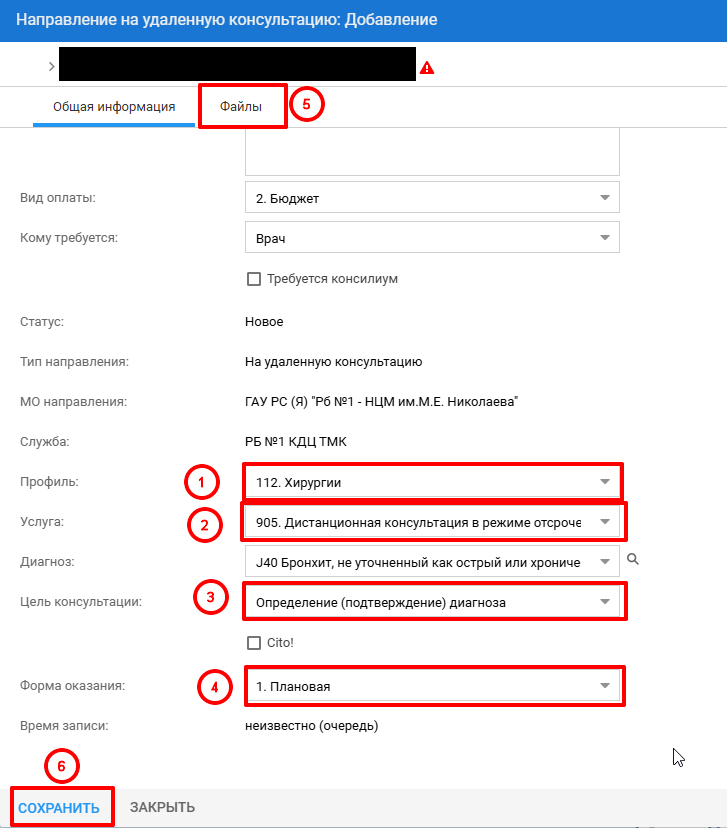 Направление на удаленную консультацию: Добавление
Общая информация Файлы 5
Вид оплаты: 2. Бюджет
Кому требуется: Врач
Требуется консилиум
Статус: Новое
Тип направления: На удаленную консультацию
МО направления: ГАУ РС (Я) "Рб №1 - НЦМ им.М.Е. Николаева"
Служба: РБ №1 КДЦ ТМК
Профиль: 1 112. Хирургии
Услуга: 2 905. Дистанционная консультация в режиме отсроче
Диагноз: J40 Бронхит, не уточненный как острый или хрониче
Цель консультации: 3 Определение (подтверждение) диагноза
Cito!
Форма оказания: 4 1. Плановая
Время записи: неизвестно (очередь)
6
СОХРАНИТЬ ЗАКРЫТЬ